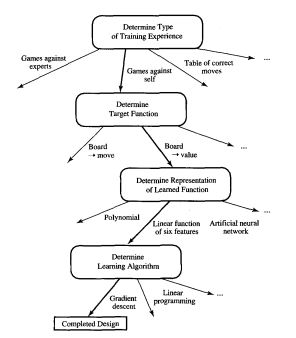 Determine Type
of Training Experience
Games against
experts
Games against
self
Table of correct
moves
...
Determine
Target Function
Board
→ move
Board
→ value
...
Determine Representation
of Learned Function
Polynomial
Linear function
of six features
Artificial neural
network
...
Determine
Learning Algorithm
Gradient
descent
Linear
programming
...
Completed Design